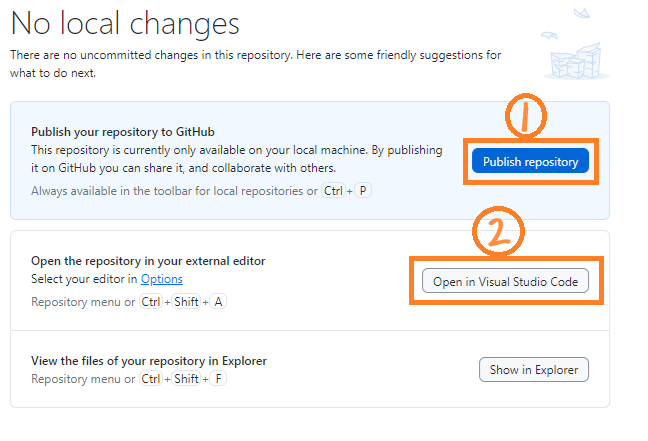 No local changes
There are no uncommitted changes in this repository. Here are some friendly suggestions for
what to do next.
1
Publish your repository to GitHub
This repository is currently only available on your local machine. By publishing
it on GitHub you can share it, and collaborate with others.
Publish repository
Always available in the toolbar for local repositories or Ctrl + P
2
Open the repository in your external editor
Select your editor in Options
Open in Visual Studio Code
Repository menu or Ctrl + Shift + A
View the files of your repository in Explorer
Show in Explorer
Repository menu or Ctrl + Shift + F